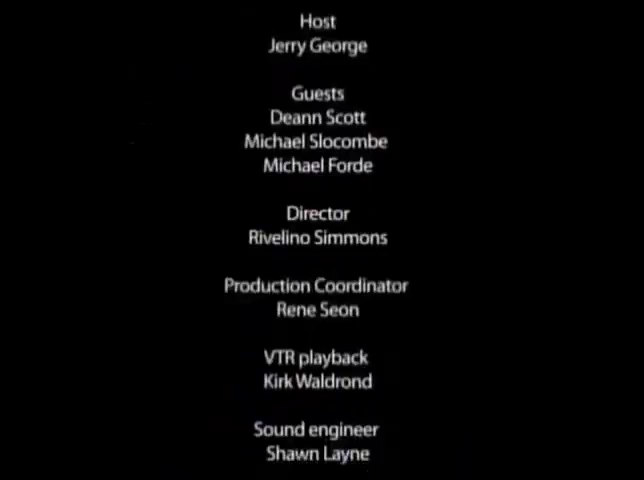 Host
Jerry George
Guests
Deann Scott
Michael Slocombe
Michael Forde
Director
Rivelino Simmons
Production Coordinator
Rene Seon
VTR playback
Kirk Waldrond
Sound engineer
Shawn Layne